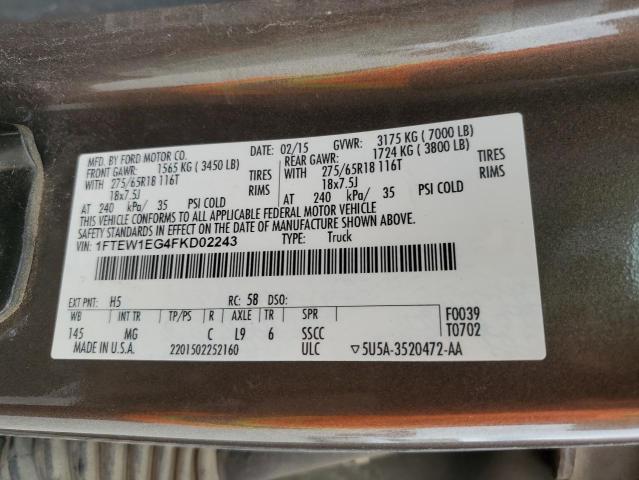 MFD. BY FORD MOTOR CO.
DATE: 02/15 GVWR: 3175 KG ( 7000 LB)
FRONT GAWR: 1565 KG ( 3450 LB) REAR GAWR: 1724 KG ( 3800 LB)
WITH 275/65R18 116T TIRES WITH 275/65R18 116T TIRES
18x7.5J RIMS 18x7.5J RIMS
AT 240 kPa/ 35 PSI COLD AT 240 kPa/ 35 PSI COLD
THIS VEHICLE CONFORMS TO ALL APPLICABLE FEDERAL MOTOR VEHICLE
SAFETY STANDARDS IN EFFECT ON THE DATE OF MANUFACTURE SHOWN ABOVE.
VIN: 1FTEW1EG4FKD02243 TYPE: Truck
EXT PNT: H5 RC: 58 DSO:
WB INT TR TP/PS R AXLE TR SPR F0039
145 MG C L9 6 SSCC T0702
2201502252160 ULC ▽5U5A-3520472-AA